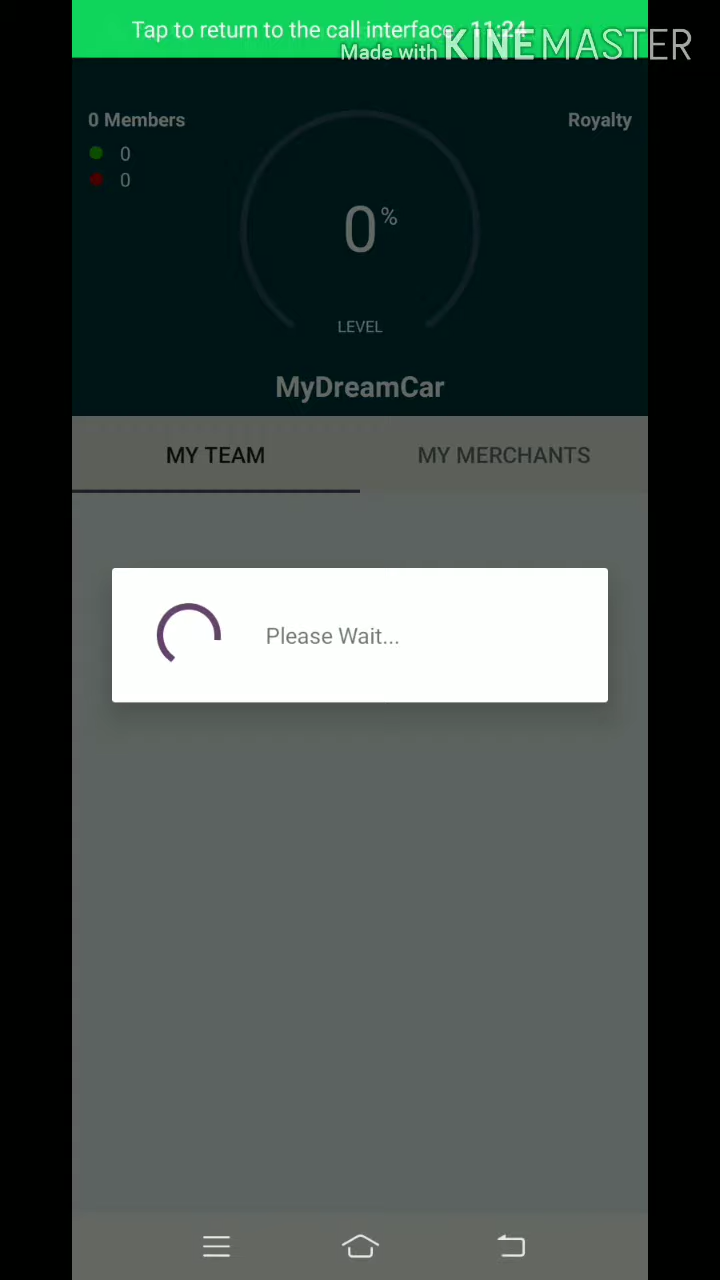 Tap to return to the call interface 11:24
Made with KINEMASTER
0 Members
Royalty
0
0
0%
LEVEL
MyDreamCar
MY TEAM
MY MERCHANTS
Please Wait...